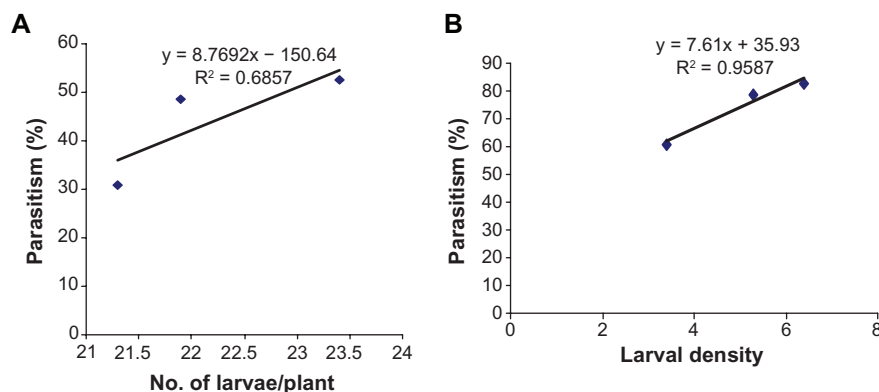 A
y = 8.7692x − 150.64
R² = 0.6857
Parasitism (%)
60
50
40
30
20
10
0
21 21.5 22 22.5 23 23.5 24
No. of larvae/plant
B
y = 7.61x + 35.93
R² = 0.9587
Parasitism (%)
90
80
70
60
50
40
30
20
10
0
0 2 4 6 8
Larval density